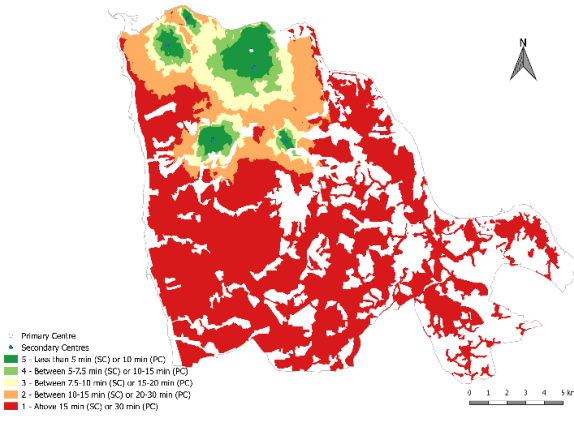 N
Primary Centre
Secondary Centres
5 - Less than 5 min (SC) or 10 min (PC)
4 - Between 5-7.5 min (SC) or 10-15 min (PC)
3 - Between 7.5-10 min (SC) or 15-20 min (PC)
2 - Between 10-15 min (SC) or 20-30 min (PC)
1 - Above 15 min (SC) or 30 min (PC)
0 1 2 3 4 5 km